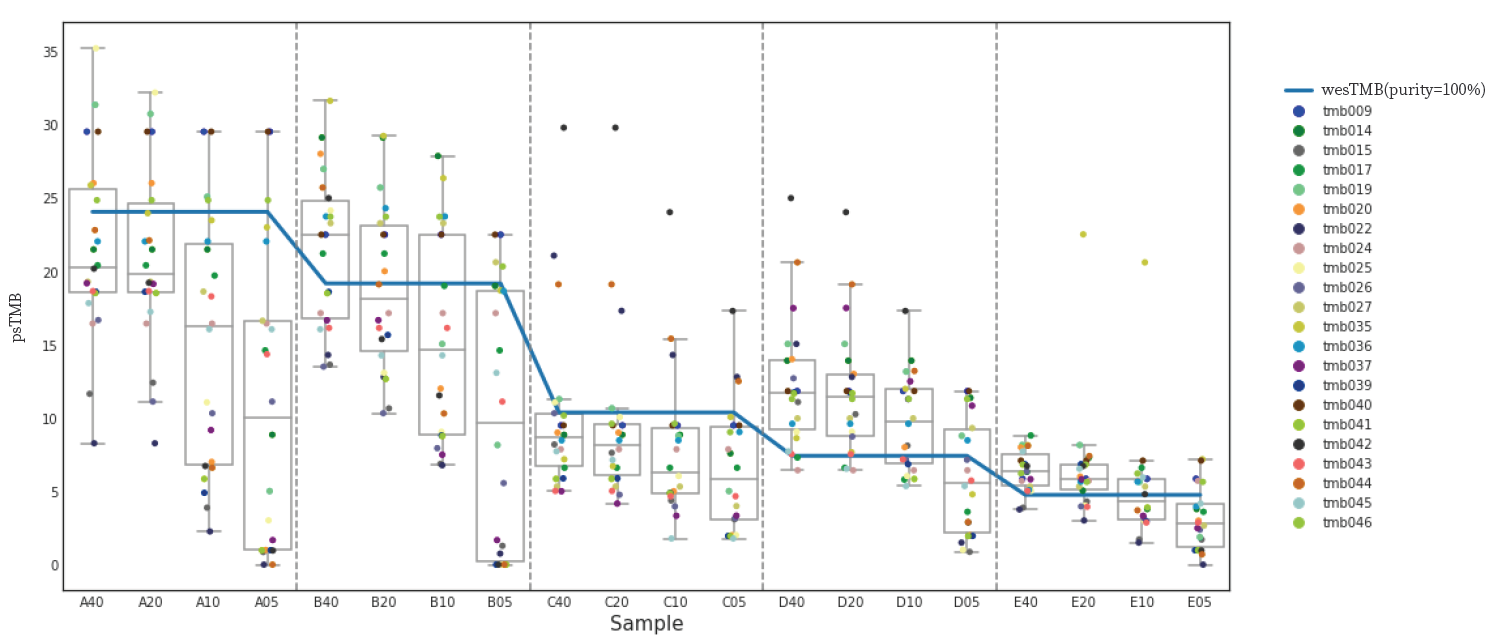 35
30
25
20
15
10
5
0
psTMB
A40 A20 A10 A05 B40 B20 B10 B05 C40 C20 C10 C05 D40 D20 D10 D05 E40 E20 E10 E05
Sample
wesTMB(purity=100%)
tmb009
tmb014
tmb015
tmb017
tmb019
tmb020
tmb022
tmb024
tmb025
tmb026
tmb027
tmb035
tmb036
tmb037
tmb039
tmb040
tmb041
tmb042
tmb043
tmb044
tmb045
tmb046